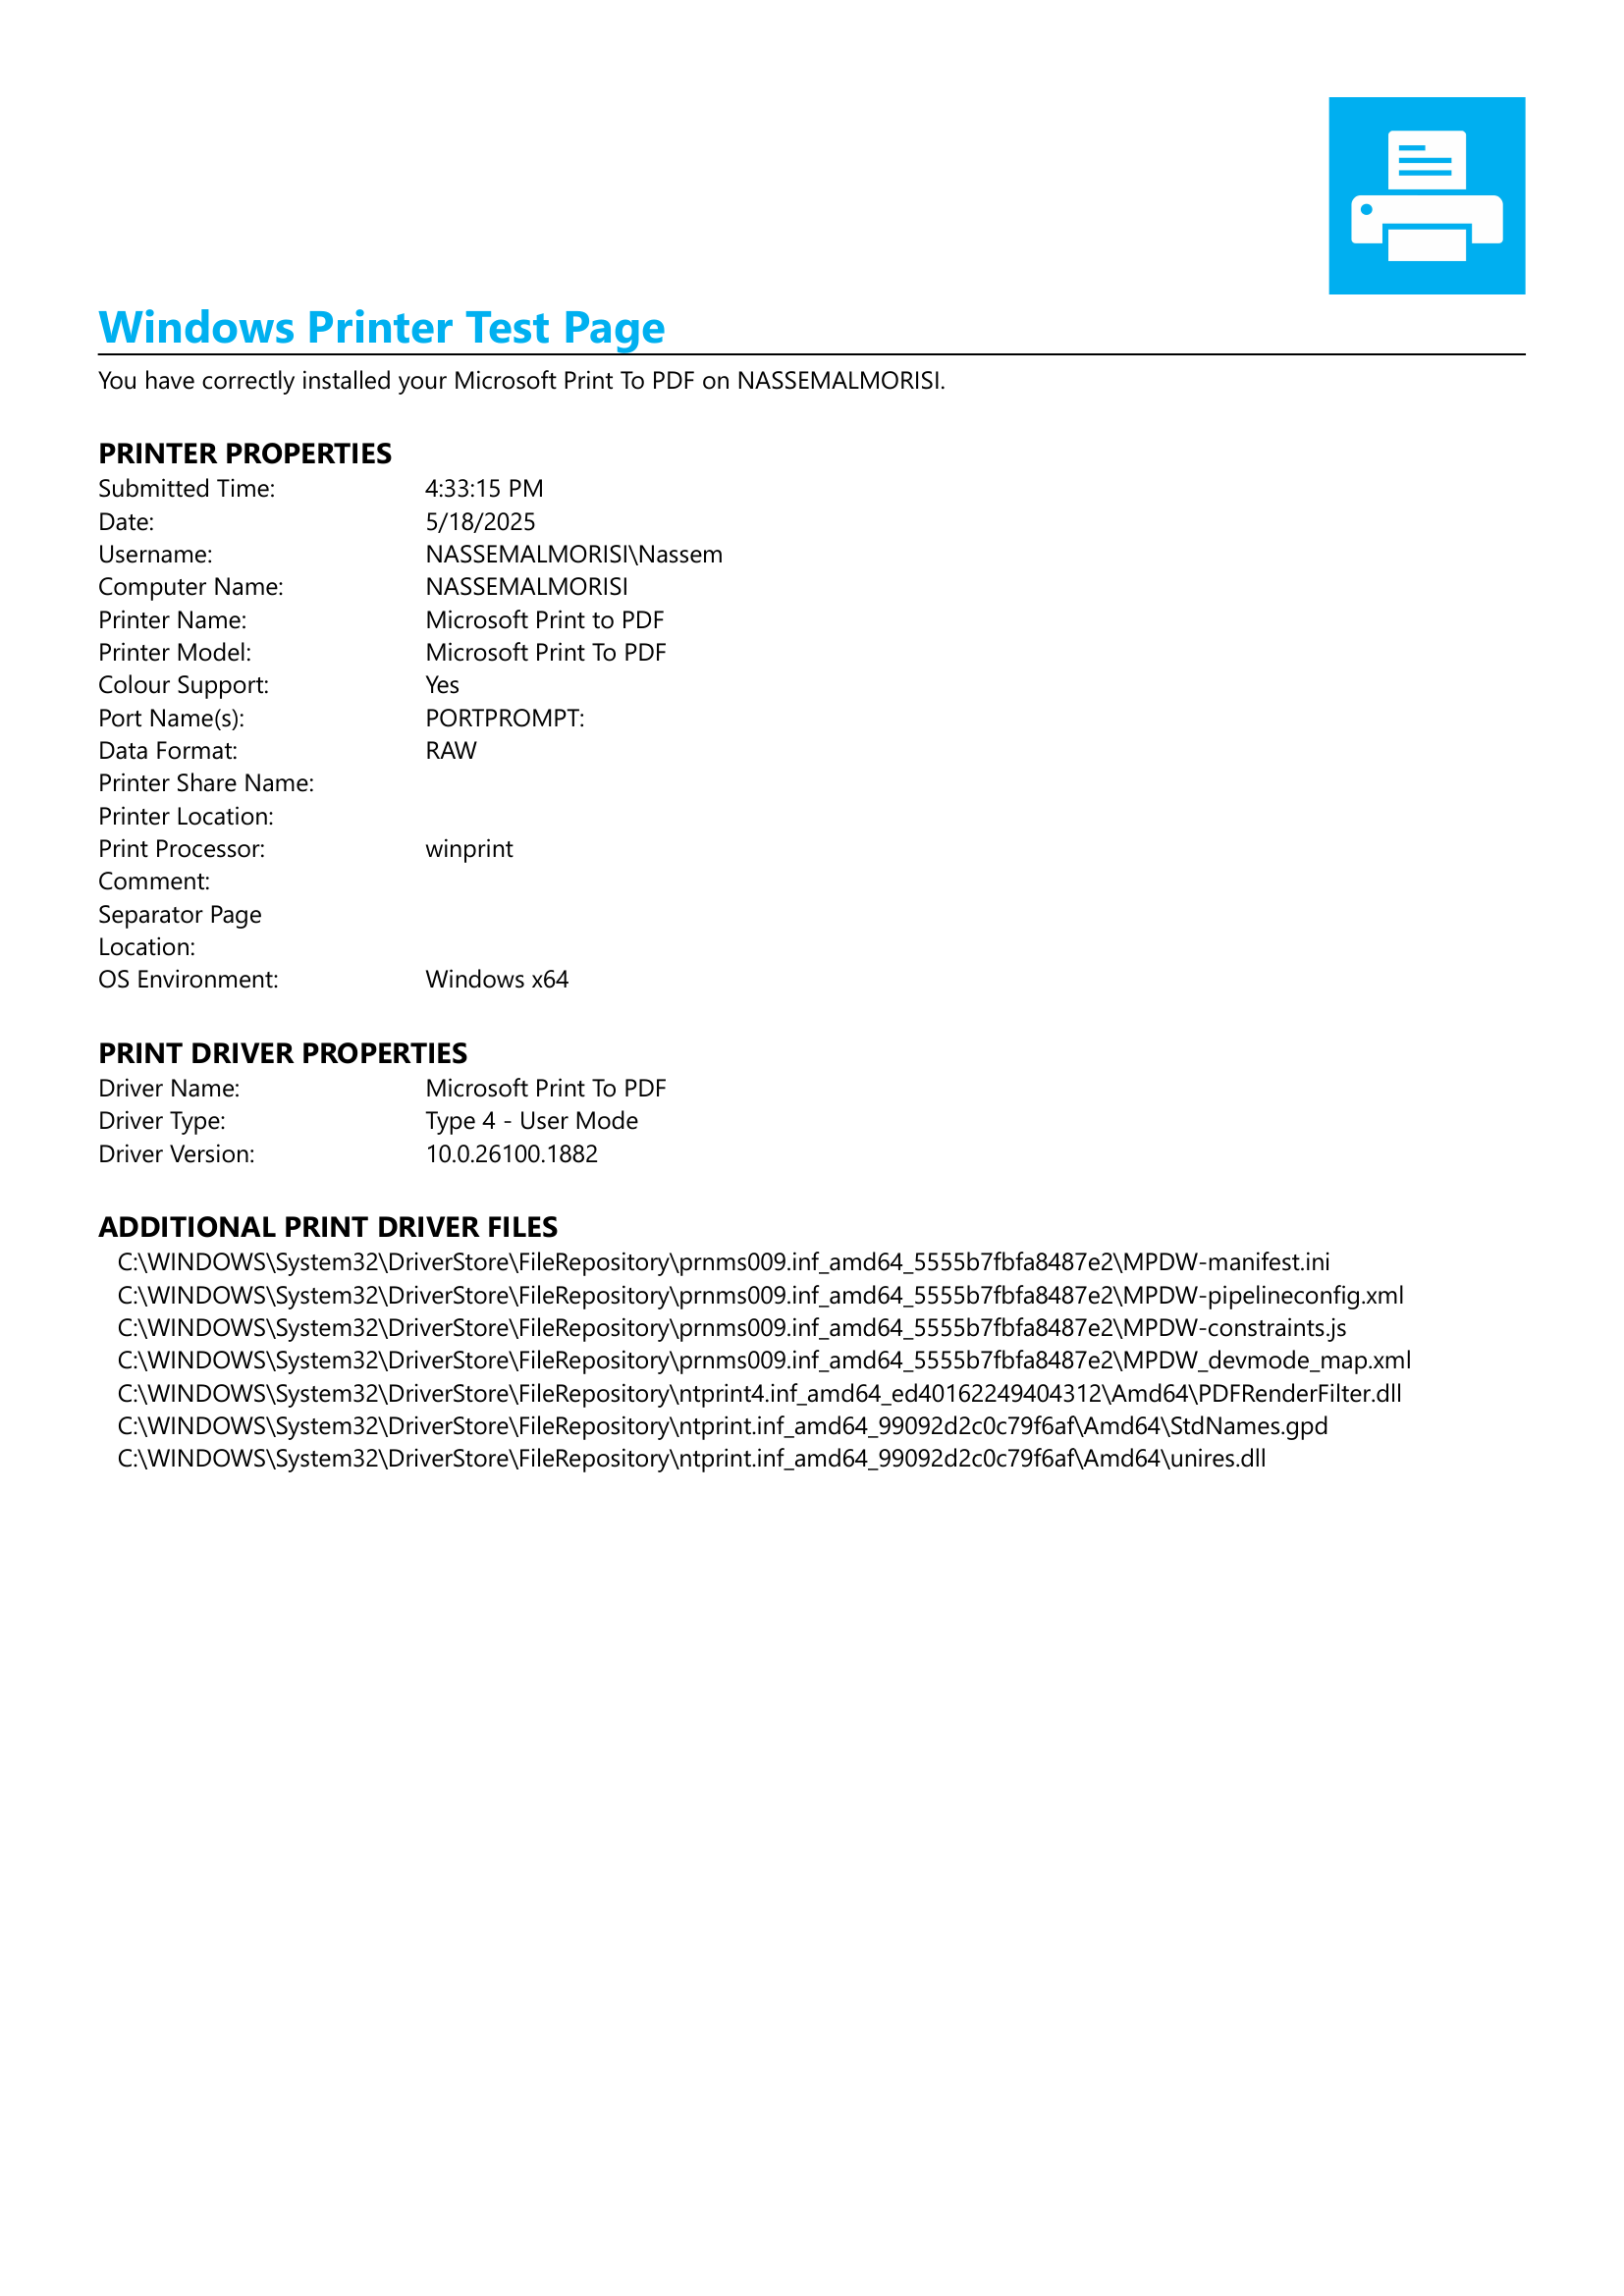 Windows Printer Test Page
You have correctly installed your Microsoft Print To PDF on NASSEMALMORISI.
PRINTER PROPERTIES
Submitted Time: 4:33:15 PM
Date: 5/18/2025
Username: NASSEMALMORISI\Nassem
Computer Name: NASSEMALMORISI
Printer Name: Microsoft Print to PDF
Printer Model: Microsoft Print To PDF
Colour Support: Yes
Port Name(s): PORTPROMPT:
Data Format: RAW
Printer Share Name:
Printer Location:
Print Processor: winprint
Comment:
Separator Page
Location:
OS Environment: Windows x64
PRINT DRIVER PROPERTIES
Driver Name: Microsoft Print To PDF
Driver Type: Type 4 - User Mode
Driver Version: 10.0.26100.1882
ADDITIONAL PRINT DRIVER FILES
C:\WINDOWS\System32\DriverStore\FileRepository\prnms009.inf_amd64_5555b7fbfa8487e2\MPDW-manifest.ini
C:\WINDOWS\System32\DriverStore\FileRepository\prnms009.inf_amd64_5555b7fbfa8487e2\MPDW-pipelineconfig.xml
C:\WINDOWS\System32\DriverStore\FileRepository\prnms009.inf_amd64_5555b7fbfa8487e2\MPDW-constraints.js
C:\WINDOWS\System32\DriverStore\FileRepository\prnms009.inf_amd64_5555b7fbfa8487e2\MPDW_devmode_map.xml
C:\WINDOWS\System32\DriverStore\FileRepository\ntprint4.inf_amd64_ed40162249404312\Amd64\PDFRenderFilter.dll
C:\WINDOWS\System32\DriverStore\FileRepository\ntprint.inf_amd64_99092d2c0c79f6af\Amd64\StdNames.gpd
C:\WINDOWS\System32\DriverStore\FileRepository\ntprint.inf_amd64_99092d2c0c79f6af\Amd64\unires.dll